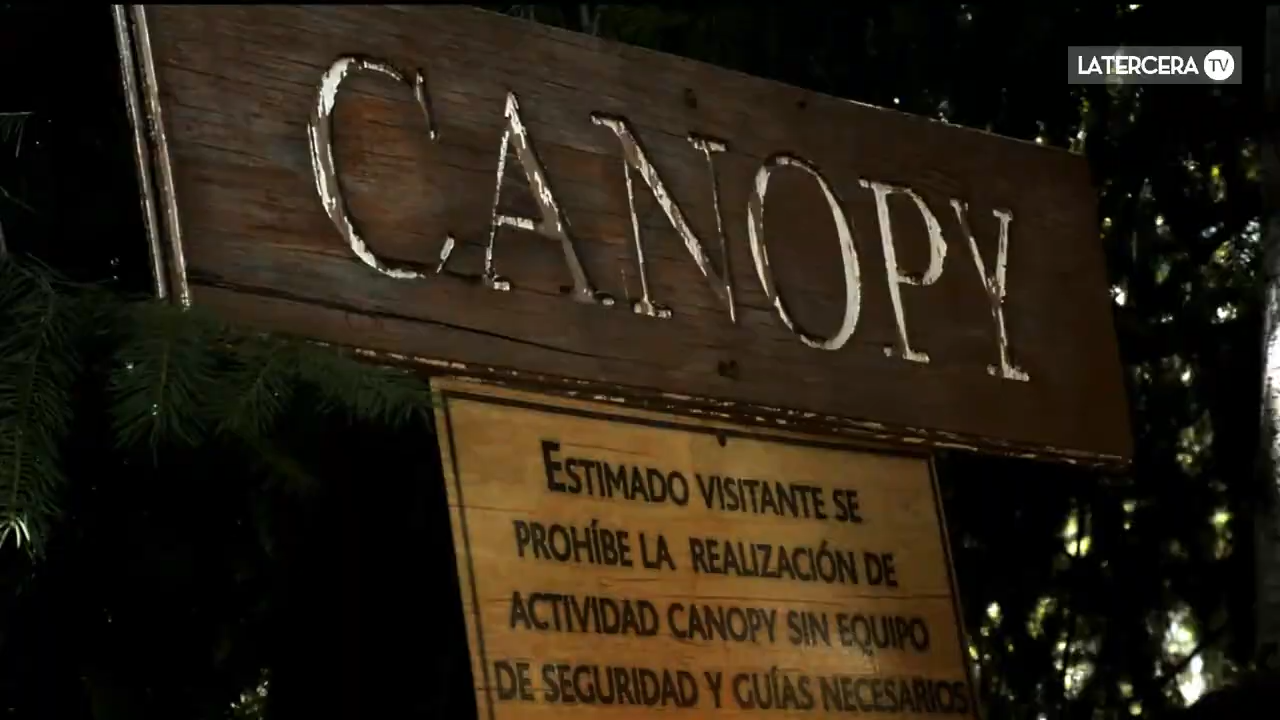 LATERCERA TV
CANOPY
ESTIMADO VISITANTE SE
PROHÍBE LA REALIZACIÓN DE
ACTIVIDAD CANOPY SIN EQUIPO
DE SEGURIDAD Y GUÍAS NECESARIOS